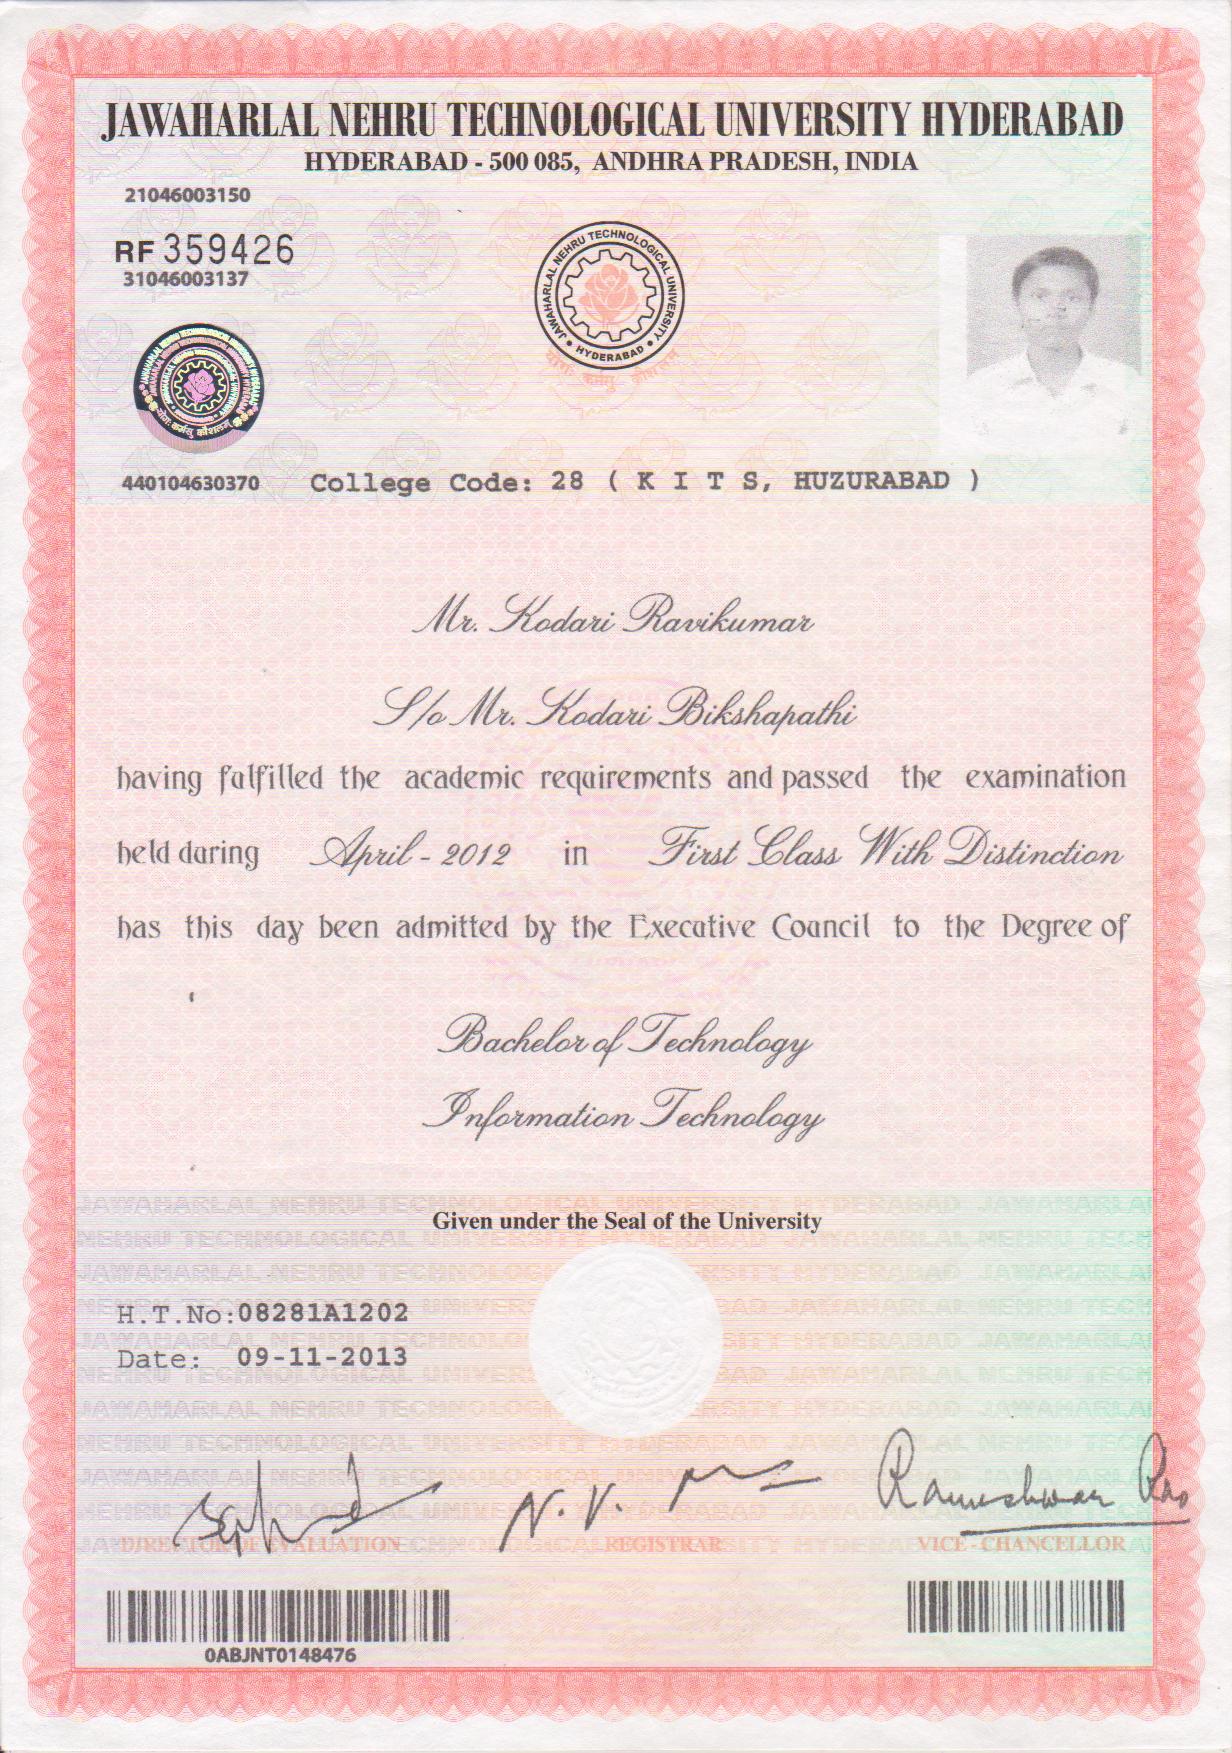 JAWAHARLAL NEHRU TECHNOLOGICAL UNIVERSITY HYDERABAD
HYDERABAD - 500 085, ANDHRA PRADESH, INDIA
21046003150
RF 359426
31046003137
JAWAHARLAL NEHRU TECHNOLOGICAL UNIVERSITY
HYDERABAD
योगः कर्मसु कौशलम्
440104630370 College Code: 28 ( K I T S, HUZURABAD )
Mr. Kodari Ravikumar
S/o Mr. Kodari Bikshapathi
having fulfilled the academic requirements and passed the examination
held during April - 2012 in First Class With Distinction
has this day been admitted by the Executive Council to the Degree of
Bachelor of Technology
Information Technology
Given under the Seal of the University
H.T.No:08281A1202
Date: 09-11-2013
N. V.
Rameshwar Rao
DIRECTOR OF EVALUATION REGISTRAR VICE - CHANCELLOR
0ABJNT0148476